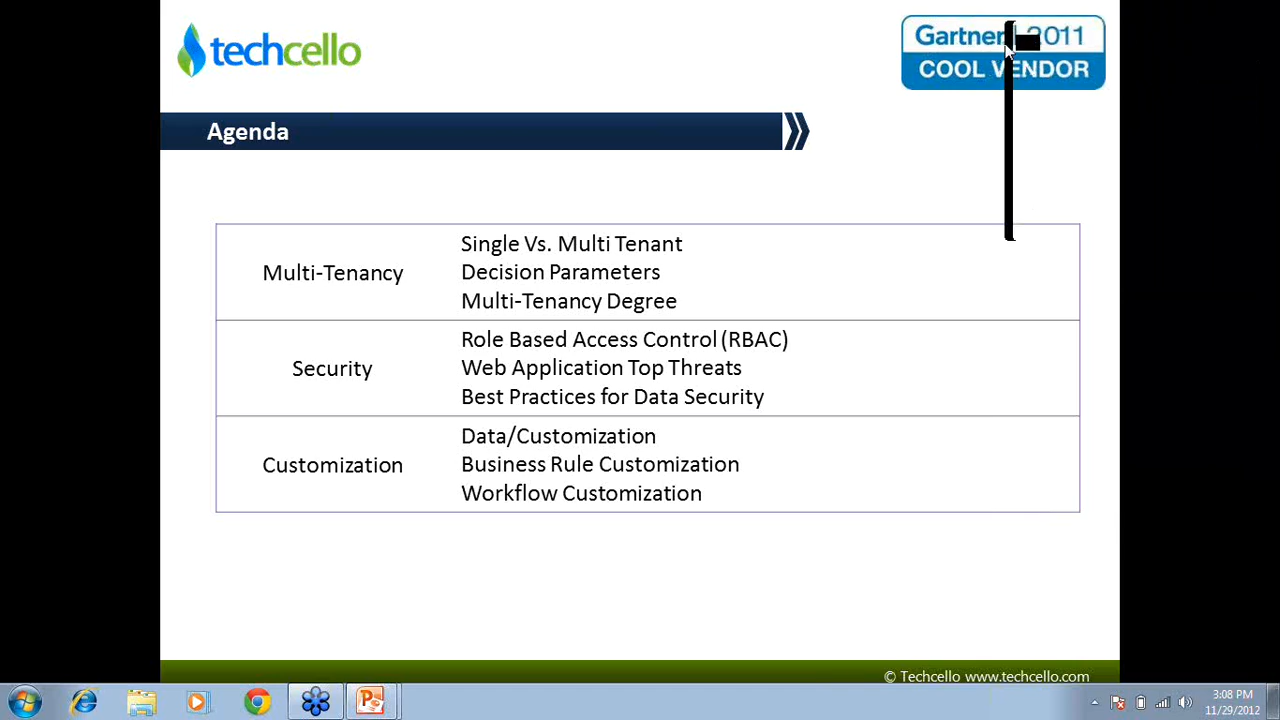 techcello
Gartner 2011
COOL VENDOR
Agenda
Multi-Tenancy
Single Vs. Multi Tenant
Decision Parameters
Multi-Tenancy Degree
Security
Role Based Access Control (RBAC)
Web Application Top Threats
Best Practices for Data Security
Customization
Data/Customization
Business Rule Customization
Workflow Customization
© Techcello www.techcello.com
3:08 PM
11/29/2012